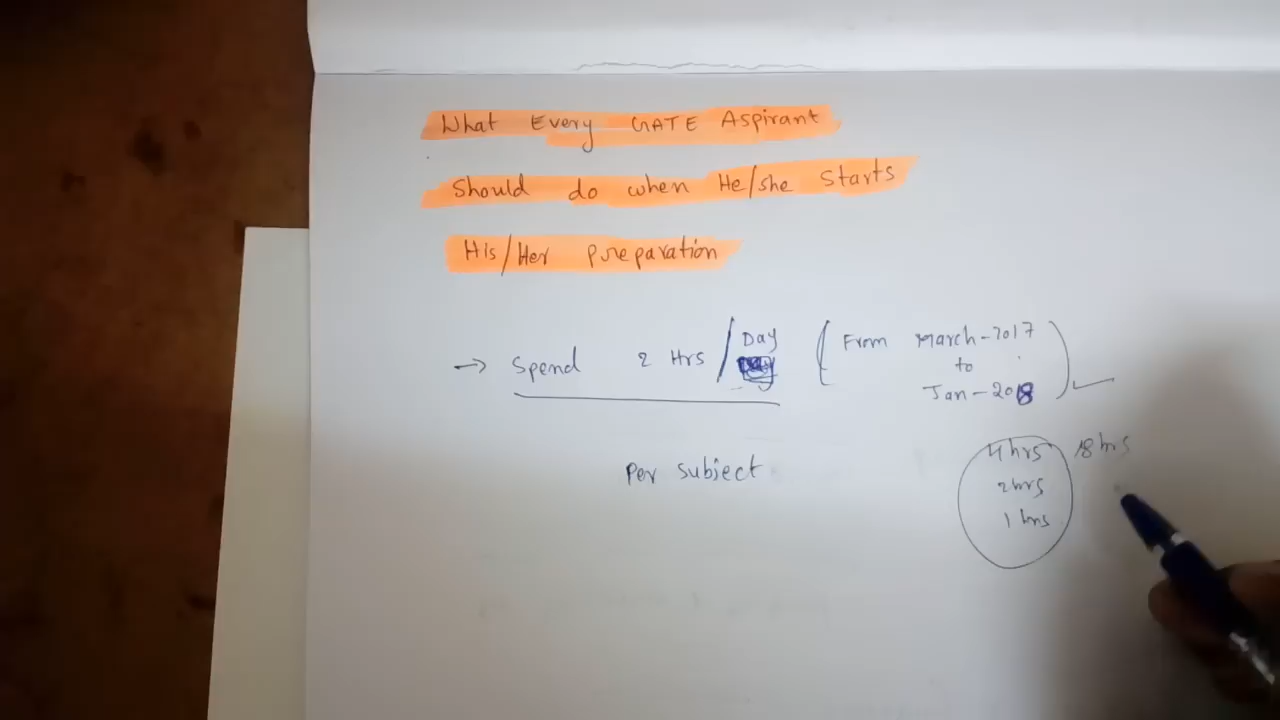 What Every GATE Aspirant
Should do when He/she Starts
His/Her preparation
→ Spend 2 Hrs / Day (From March-2017
to
Jan-2018)
4 hrs 18 hrs
per subject
2 hrs
1 hrs